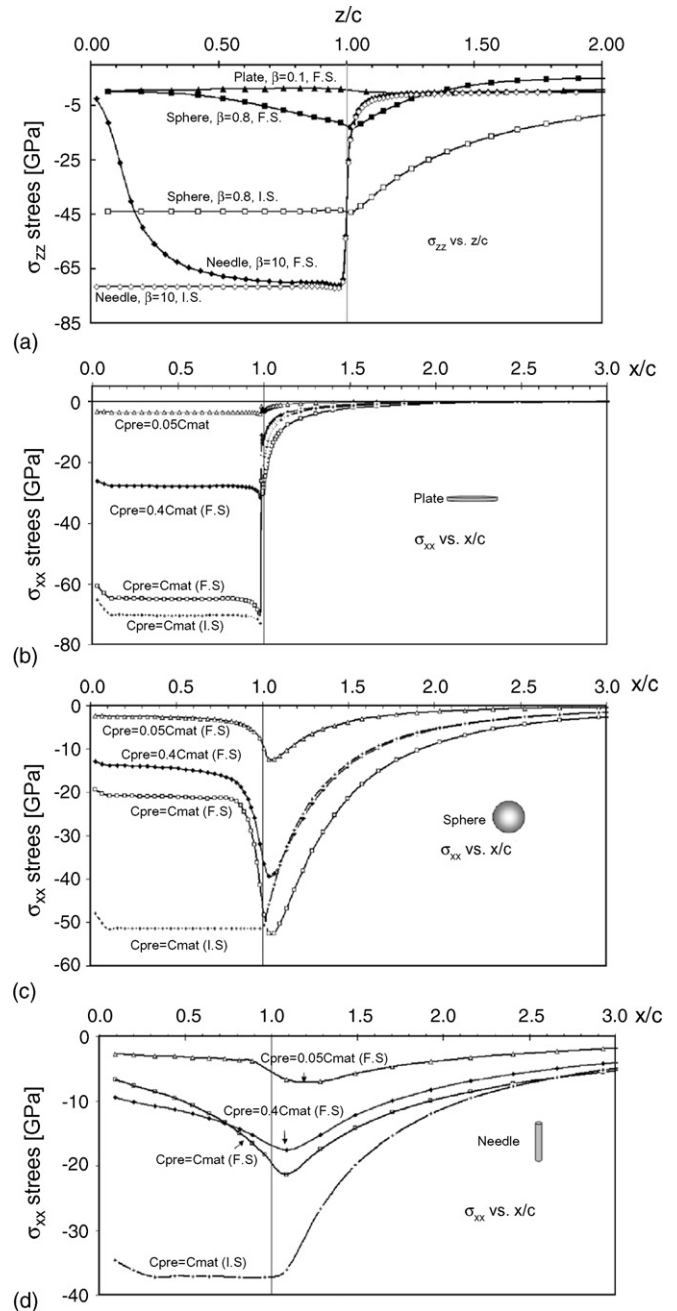 z/c
0.00 0.50 1.00 1.50 2.00
Plate, β=0.1, F.S.
-5
Sphere, β=0.8, F.S.
-25
Sphere, β=0.8, I.S.
-45
σzz vs. z/c
Needle, β=10, F.S.
-65
Needle, β=10, I.S.
-85
σzz strees [GPa]
(a)
0.0 0.5 1.0 1.5 2.0 2.5 3.0 x/c
0
Cpre=0.05Cmat
-20
Cpre=0.4Cmat (F.S)
Plate
-40
σxx vs. x/c
Cpre=Cmat (F.S)
-60
Cpre=Cmat (I.S)
-80
σxx strees [GPa]
(b)
0.0 0.5 1.0 1.5 2.0 2.5 3.0 x/c
0
Cpre=0.05Cmat (F.S)
-10
Cpre=0.4Cmat (F.S)
-20
Cpre=Cmat (F.S)
Sphere
-30
σxx vs. x/c
-40
-50
Cpre=Cmat (I.S)
-60
σxx strees [GPa]
(c)
0.0 0.5 1.0 1.5 2.0 2.5 3.0 x/c
0
Cpre=0.05Cmat (F.S)
-10
Cpre=0.4Cmat (F.S)
Needle
Cpre=Cmat (F.S)
-20
σxx vs. x/c
-30
Cpre=Cmat (I.S)
-40
σxx strees [GPa]
(d)